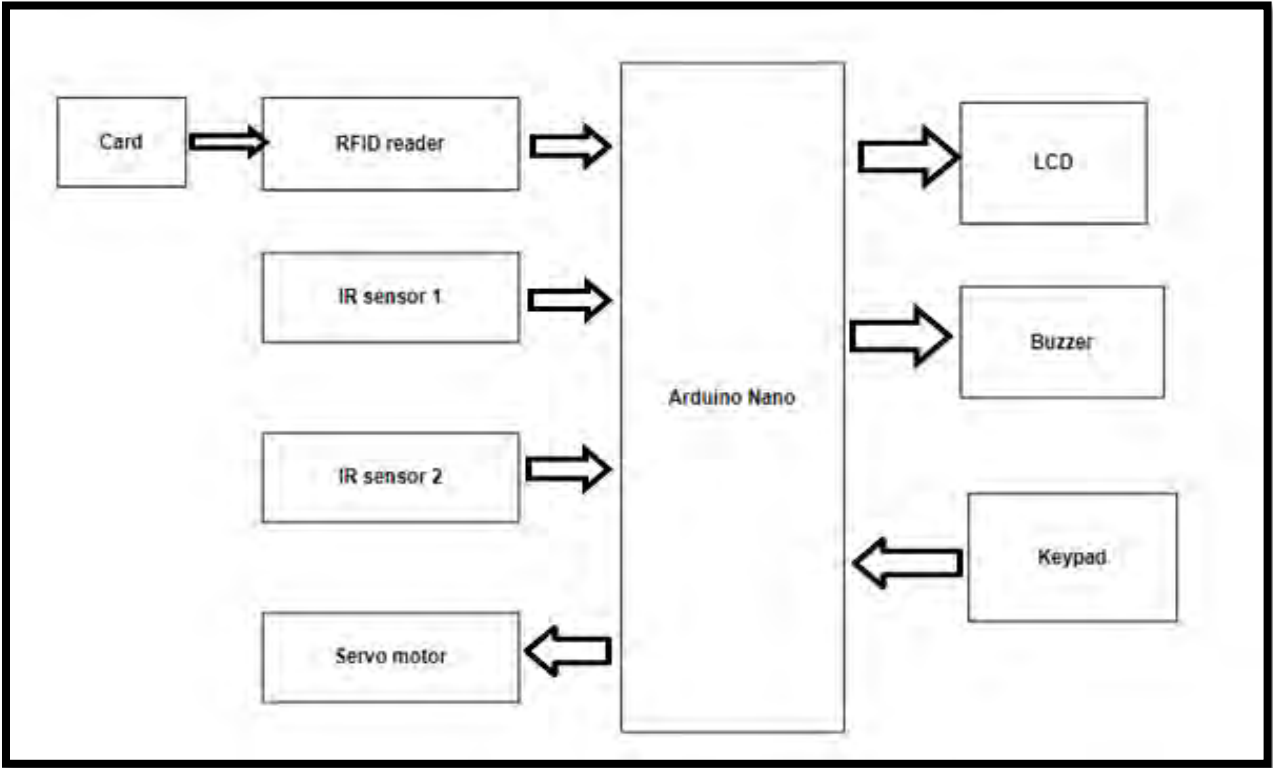 Card
RFID reader
LCD
IR sensor 1
Buzzer
Arduino Nano
IR sensor 2
Keypad
Servo motor